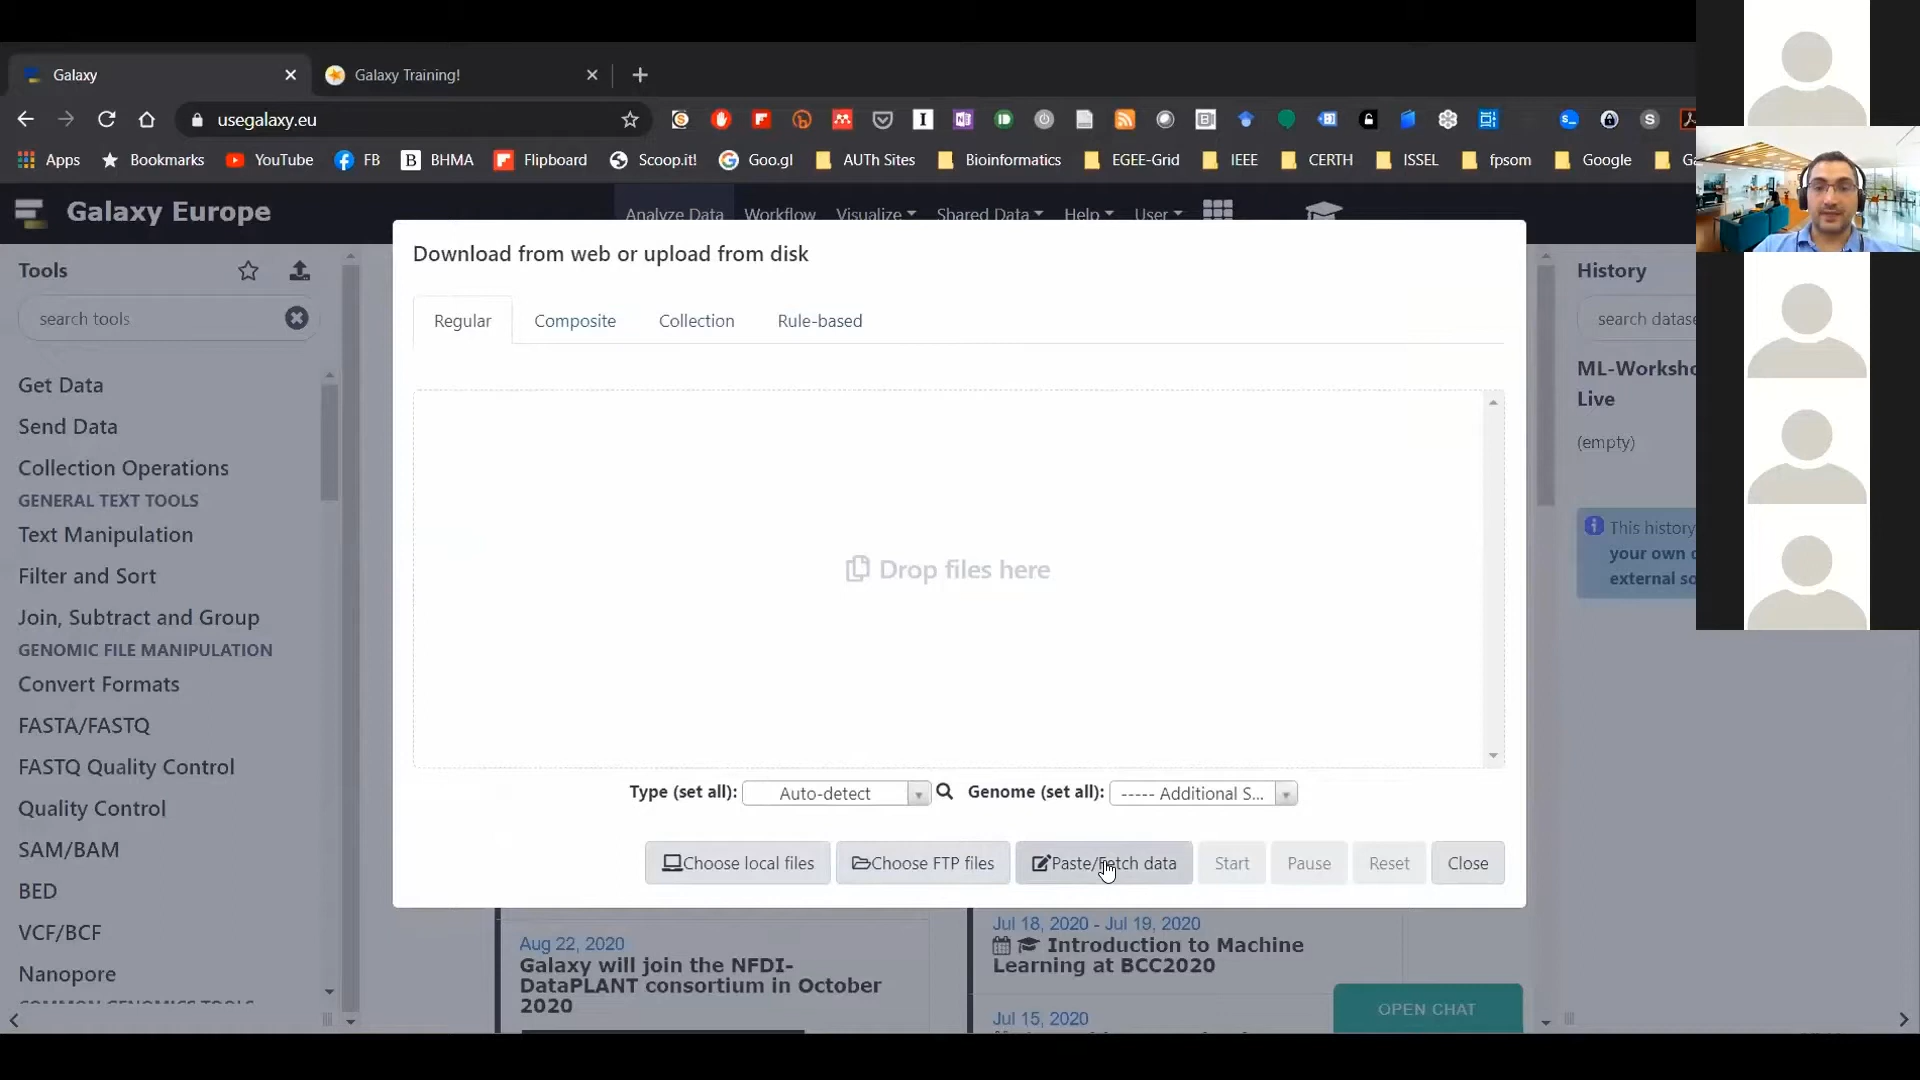 Galaxy
Galaxy Training!
usegalaxy.eu
Apps
Bookmarks
YouTube
FB
BHMA
Flipboard
Scoop.it!
Goo.gl
AUTh Sites
Bioinformatics
EGEE-Grid
IEEE
CERTH
ISSEL
fpsom
Google
Galaxy Europe
Analyze Data
Workflow
Visualize
Shared Data
Help
User
Tools
search tools
Get Data
Send Data
Collection Operations
GENERAL TEXT TOOLS
Text Manipulation
Filter and Sort
Join, Subtract and Group
GENOMIC FILE MANIPULATION
Convert Formats
FASTA/FASTQ
FASTQ Quality Control
Quality Control
SAM/BAM
BED
VCF/BCF
Nanopore
COMMON GENOMICS TOOLS
Download from web or upload from disk
Regular
Composite
Collection
Rule-based
Drop files here
Type (set all):
Auto-detect
Genome (set all):
----- Additional S...
Choose local files
Choose FTP files
Paste/Fetch data
Start
Pause
Reset
Close
Aug 22, 2020
Galaxy will join the NFDI-
DataPLANT consortium in October
2020
Jul 18, 2020 - Jul 19, 2020
Introduction to Machine
Learning at BCC2020
Jul 15, 2020
OPEN CHAT
History
search datase
ML-Worksho
Live
(empty)
This history
your own
external so